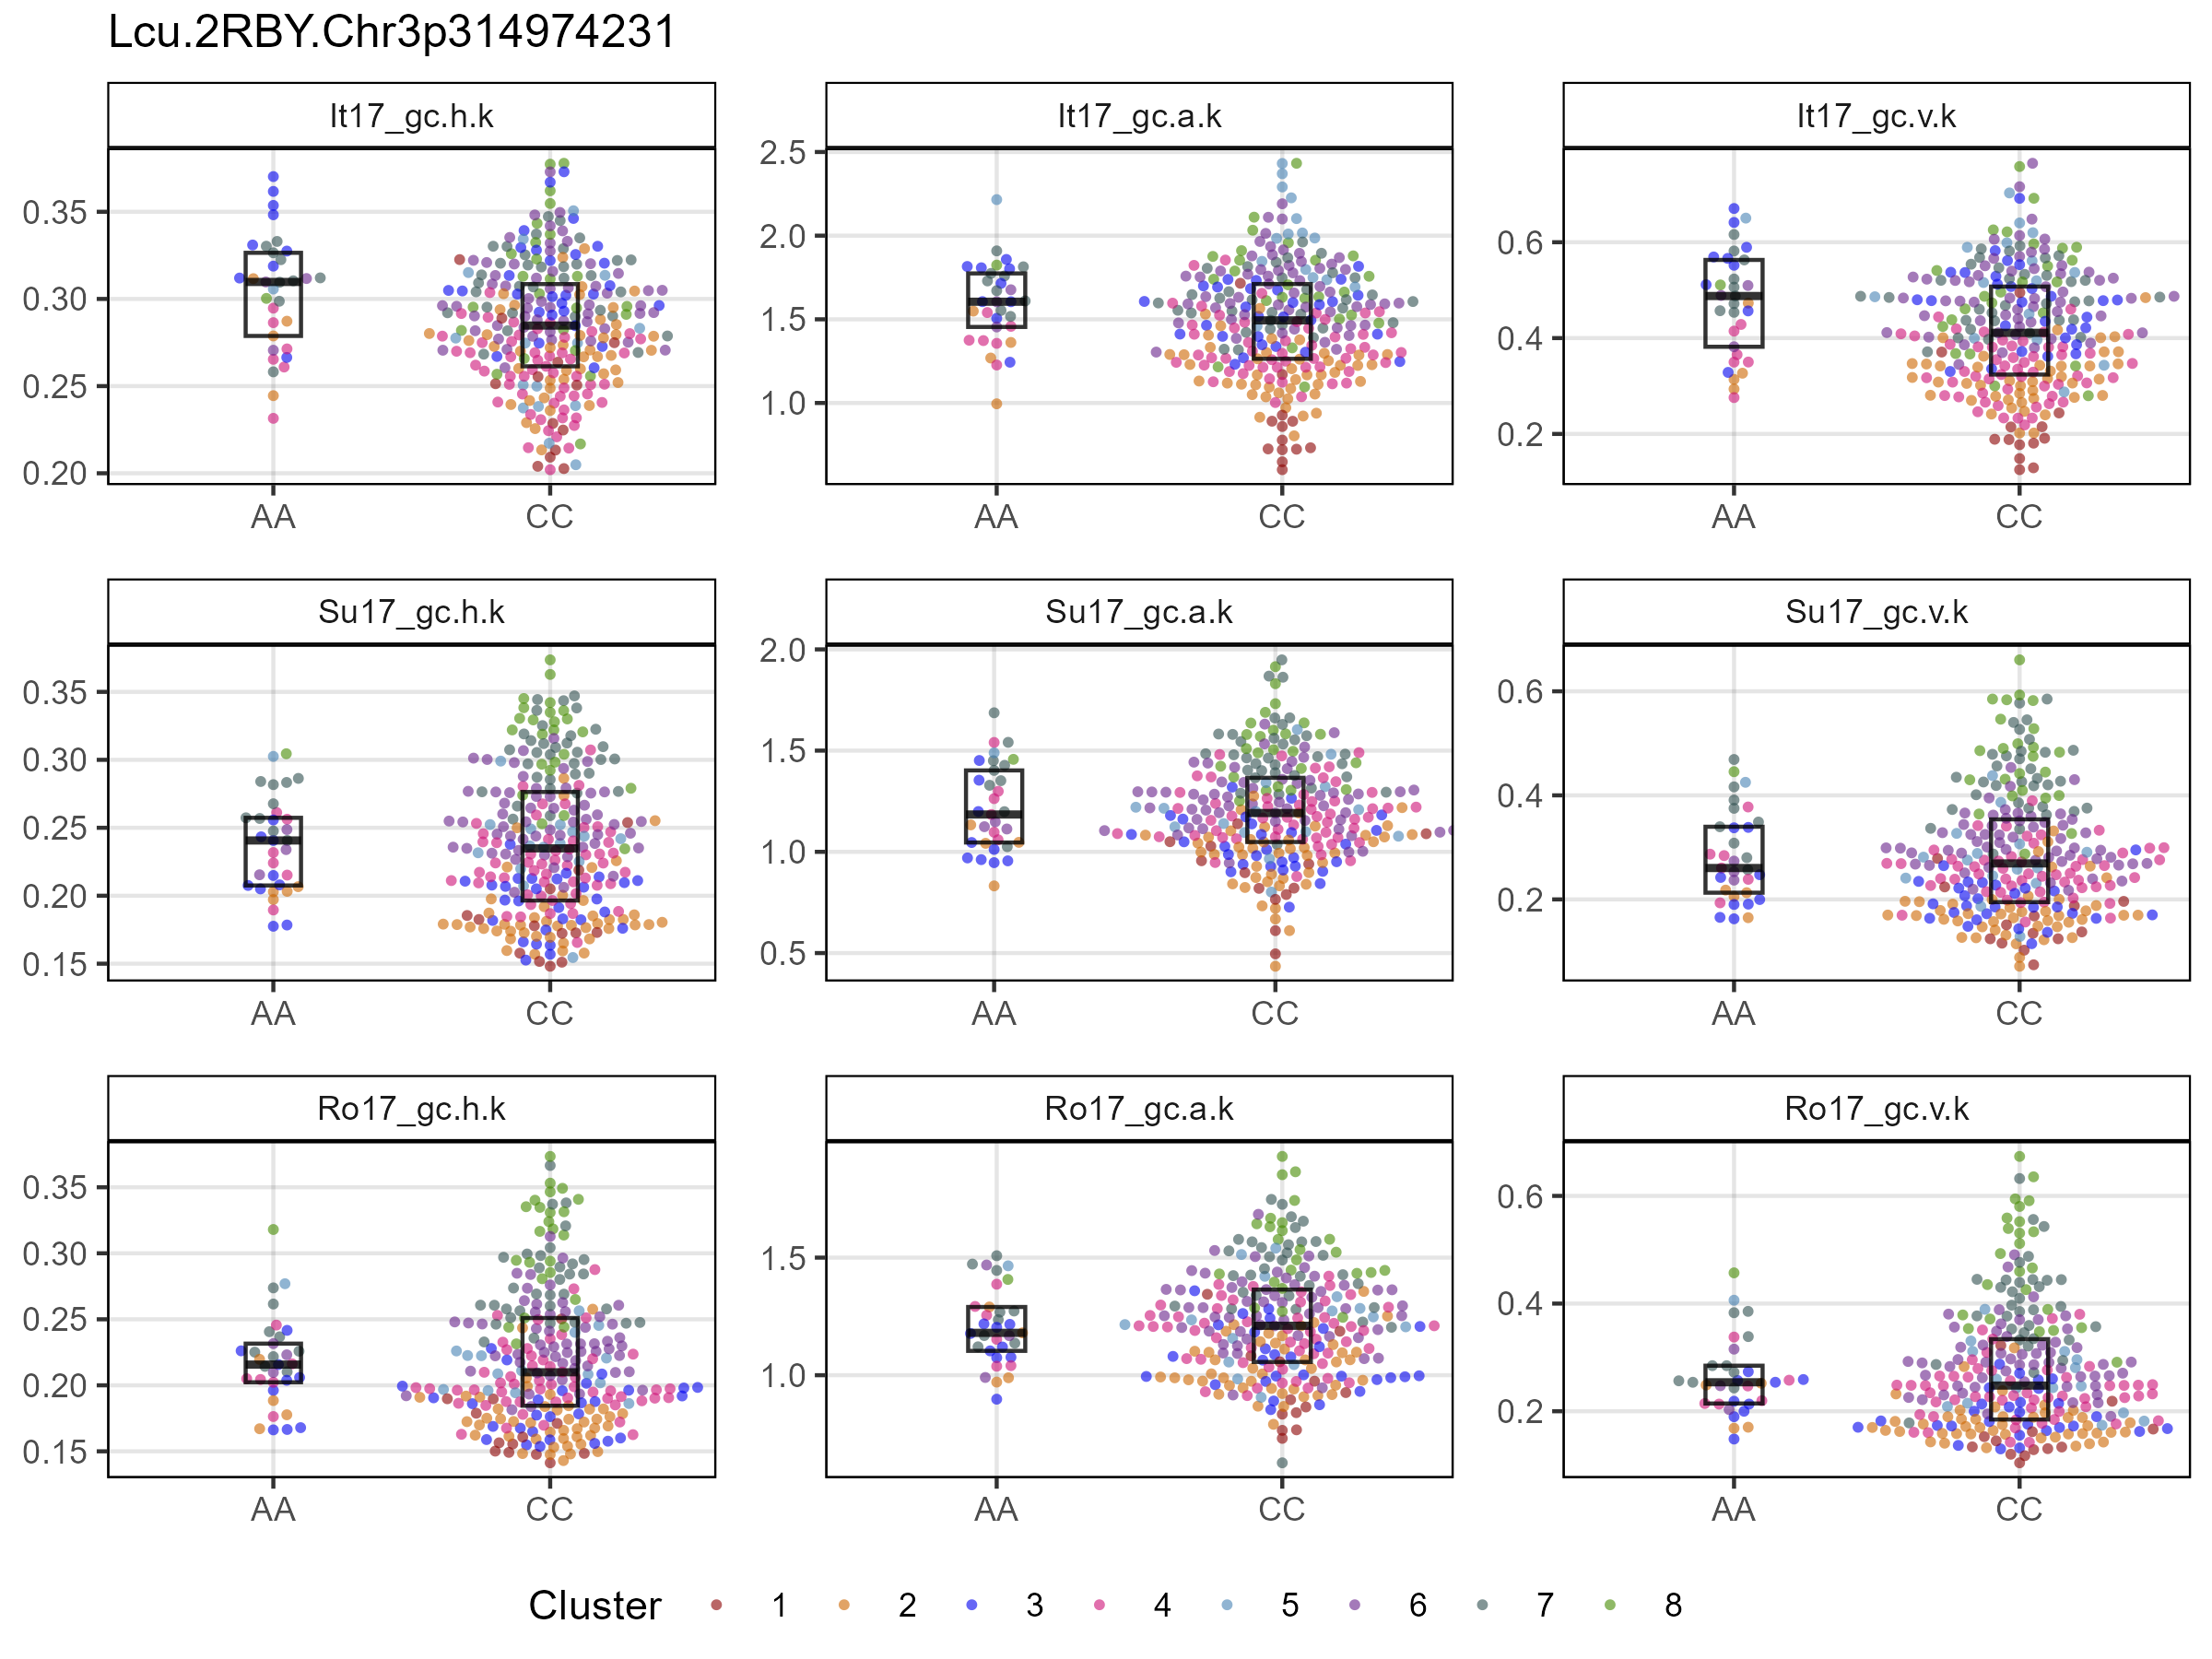 Lcu.2RBY.Chr3p314974231
It17_gc.h.k
It17_gc.a.k
It17_gc.v.k
0.35
0.30
0.25
0.20
AA CC
2.5
2.0
1.5
1.0
AA CC
0.6
0.4
0.2
AA CC
Su17_gc.h.k
Su17_gc.a.k
Su17_gc.v.k
0.35
0.30
0.25
0.20
0.15
AA CC
2.0
1.5
1.0
0.5
AA CC
0.6
0.4
0.2
AA CC
Ro17_gc.h.k
Ro17_gc.a.k
Ro17_gc.v.k
0.35
0.30
0.25
0.20
0.15
AA CC
1.5
1.0
AA CC
0.6
0.4
0.2
AA CC
Cluster 1 2 3 4 5 6 7 8